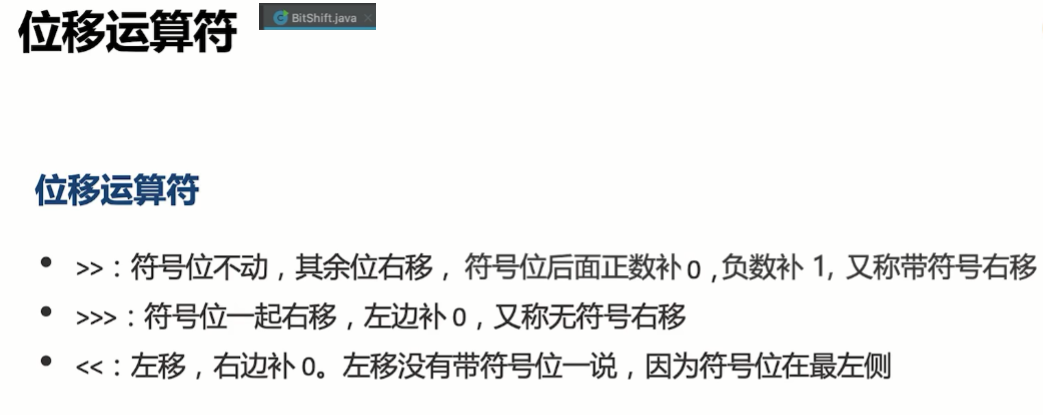 位移运算符
BitShift.java
位移运算符
>>：符号位不动，其余位右移， 符号位后面正数补 0 ,负数补 1, 又称带符号右移
>>>：符号位一起右移，左边补 0，又称无符号右移
<<：左移，右边补 0。左移没有带符号位一说，因为符号位在最左侧